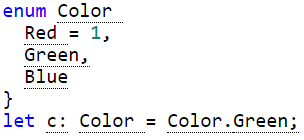 enum Color
Red = 1,
Green,
Blue
}
let c: Color = Color.Green;